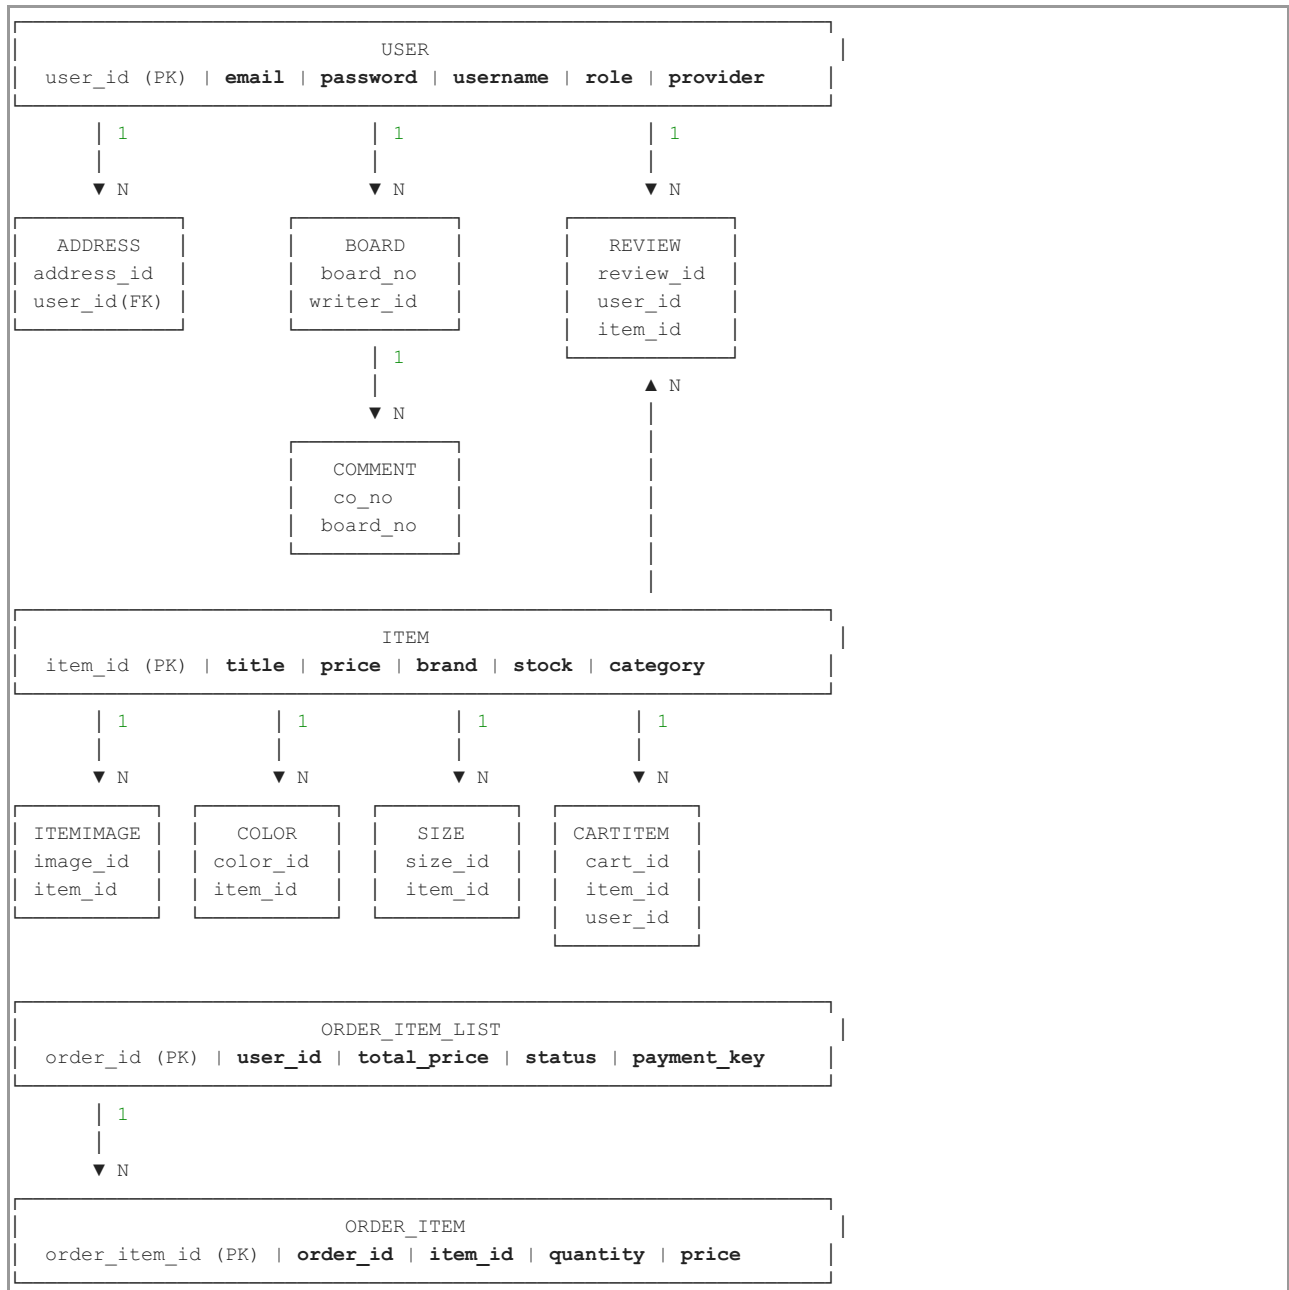 USER
user_id (PK) | email | password | username | role | provider
1 1 1
▼ N ▼ N ▼ N
ADDRESS BOARD REVIEW
address_id board_no review_id
user_id(FK) writer_id user_id
item_id
1
▲ N
▼ N
COMMENT
co_no
board_no
ITEM
item_id (PK) | title | price | brand | stock | category
1 1 1 1
▼ N ▼ N ▼ N ▼ N
ITEMIMAGE COLOR SIZE CARTITEM
image_id color_id size_id cart_id
item_id item_id item_id item_id
user_id
ORDER_ITEM_LIST
order_id (PK) | user_id | total_price | status | payment_key
1
▼ N
ORDER_ITEM
order_item_id (PK) | order_id | item_id | quantity | price